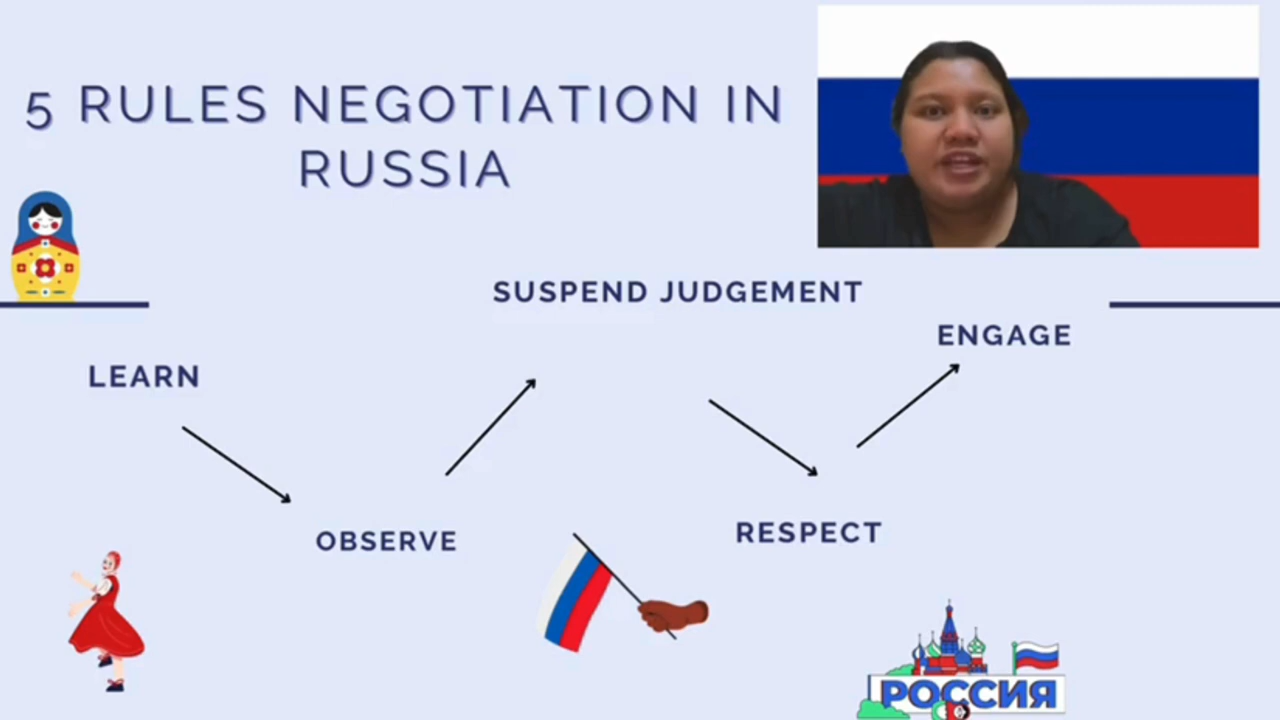 5 RULES NEGOTIATION IN
RUSSIA
SUSPEND JUDGEMENT
ENGAGE
LEARN
OBSERVE
RESPECT
РОССИЯ